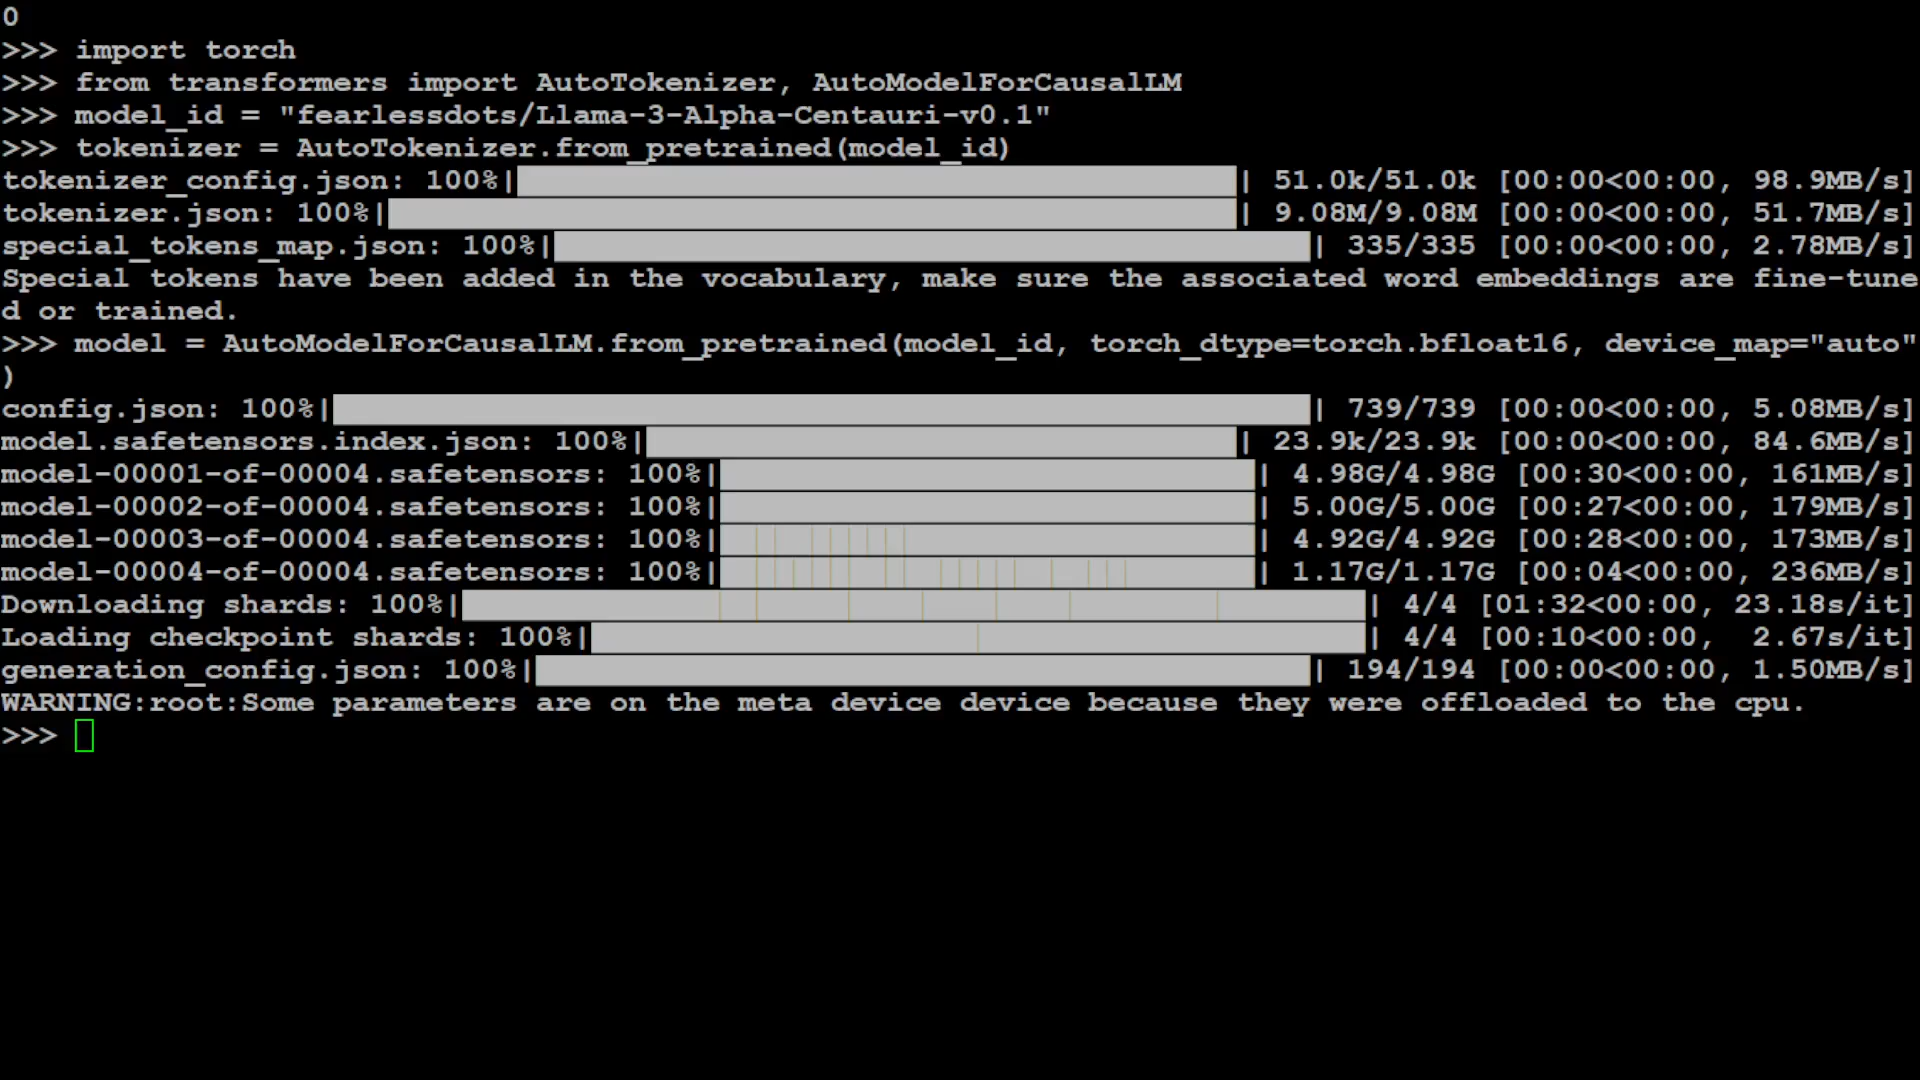 0
>>> import torch
>>> from transformers import AutoTokenizer, AutoModelForCausalLM
>>> model_id = "fearlessdots/Llama-3-Alpha-Centauri-v0.1"
>>> tokenizer = AutoTokenizer.from_pretrained(model_id)
tokenizer_config.json: 100%|| 51.0k/51.0k [00:00<00:00, 98.9MB/s]
tokenizer.json: 100%|| 9.08M/9.08M [00:00<00:00, 51.7MB/s]
special_tokens_map.json: 100%|| 335/335 [00:00<00:00, 2.78MB/s]
Special tokens have been added in the vocabulary, make sure the associated word embeddings are fine-tune
d or trained.
>>> model = AutoModelForCausalLM.from_pretrained(model_id, torch_dtype=torch.bfloat16, device_map="auto"
)
config.json: 100%|| 739/739 [00:00<00:00, 5.08MB/s]
model.safetensors.index.json: 100%|| 23.9k/23.9k [00:00<00:00, 84.6MB/s]
model-00001-of-00004.safetensors: 100%|| 4.98G/4.98G [00:30<00:00, 161MB/s]
model-00002-of-00004.safetensors: 100%|| 5.00G/5.00G [00:27<00:00, 179MB/s]
model-00003-of-00004.safetensors: 100%|| 4.92G/4.92G [00:28<00:00, 173MB/s]
model-00004-of-00004.safetensors: 100%|| 1.17G/1.17G [00:04<00:00, 236MB/s]
Downloading shards: 100%|| 4/4 [01:32<00:00, 23.18s/it]
Loading checkpoint shards: 100%|| 4/4 [00:10<00:00,  2.67s/it]
generation_config.json: 100%|| 194/194 [00:00<00:00, 1.50MB/s]
WARNING:root:Some parameters are on the meta device device because they were offloaded to the cpu.
>>>